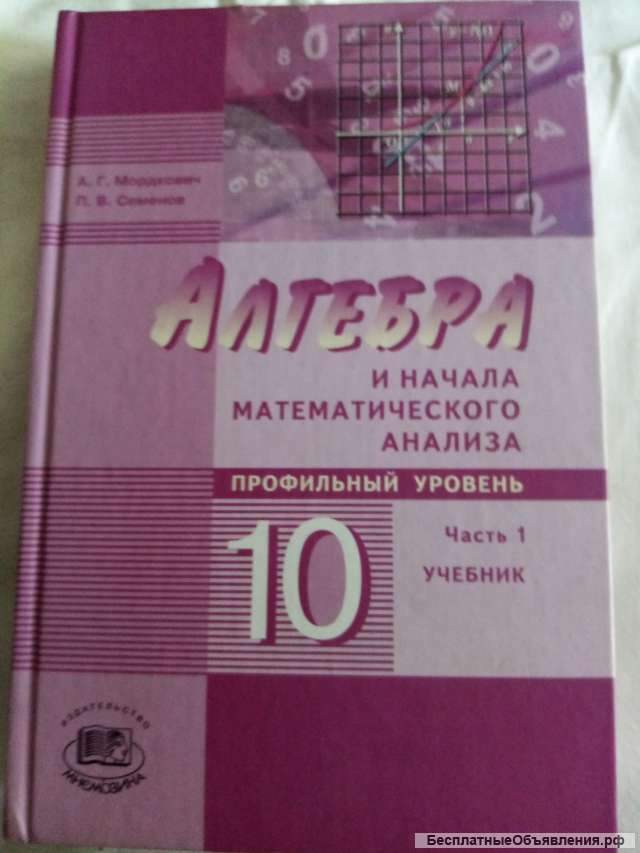 А. Г. Мордкович
П. В. Семенов
АЛГЕБРА
И НАЧАЛА
МАТЕМАТИЧЕСКОГО
АНАЛИЗА
ПРОФИЛЬНЫЙ УРОВЕНЬ
10
Часть 1
УЧЕБНИК
ИЗДАТЕЛЬСТВО
МНЕМОЗИНА
БесплатныеОбъявления.рф